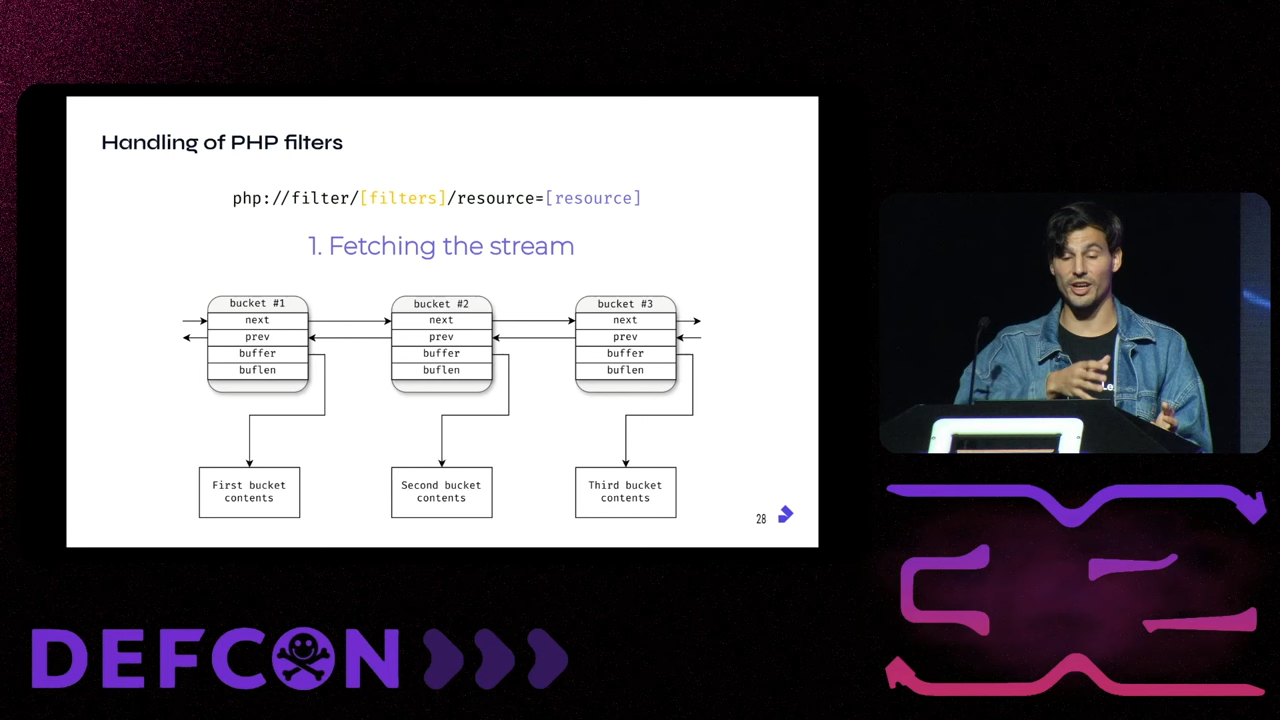 Handling of PHP filters
php://filter/[filters]/resource=[resource]
1. Fetching the stream
bucket #1
next
prev
buffer
buflen
bucket #2
next
prev
buffer
buflen
bucket #3
next
prev
buffer
buflen
First bucket
contents
Second bucket
contents
Third bucket
contents
28
DEFCON